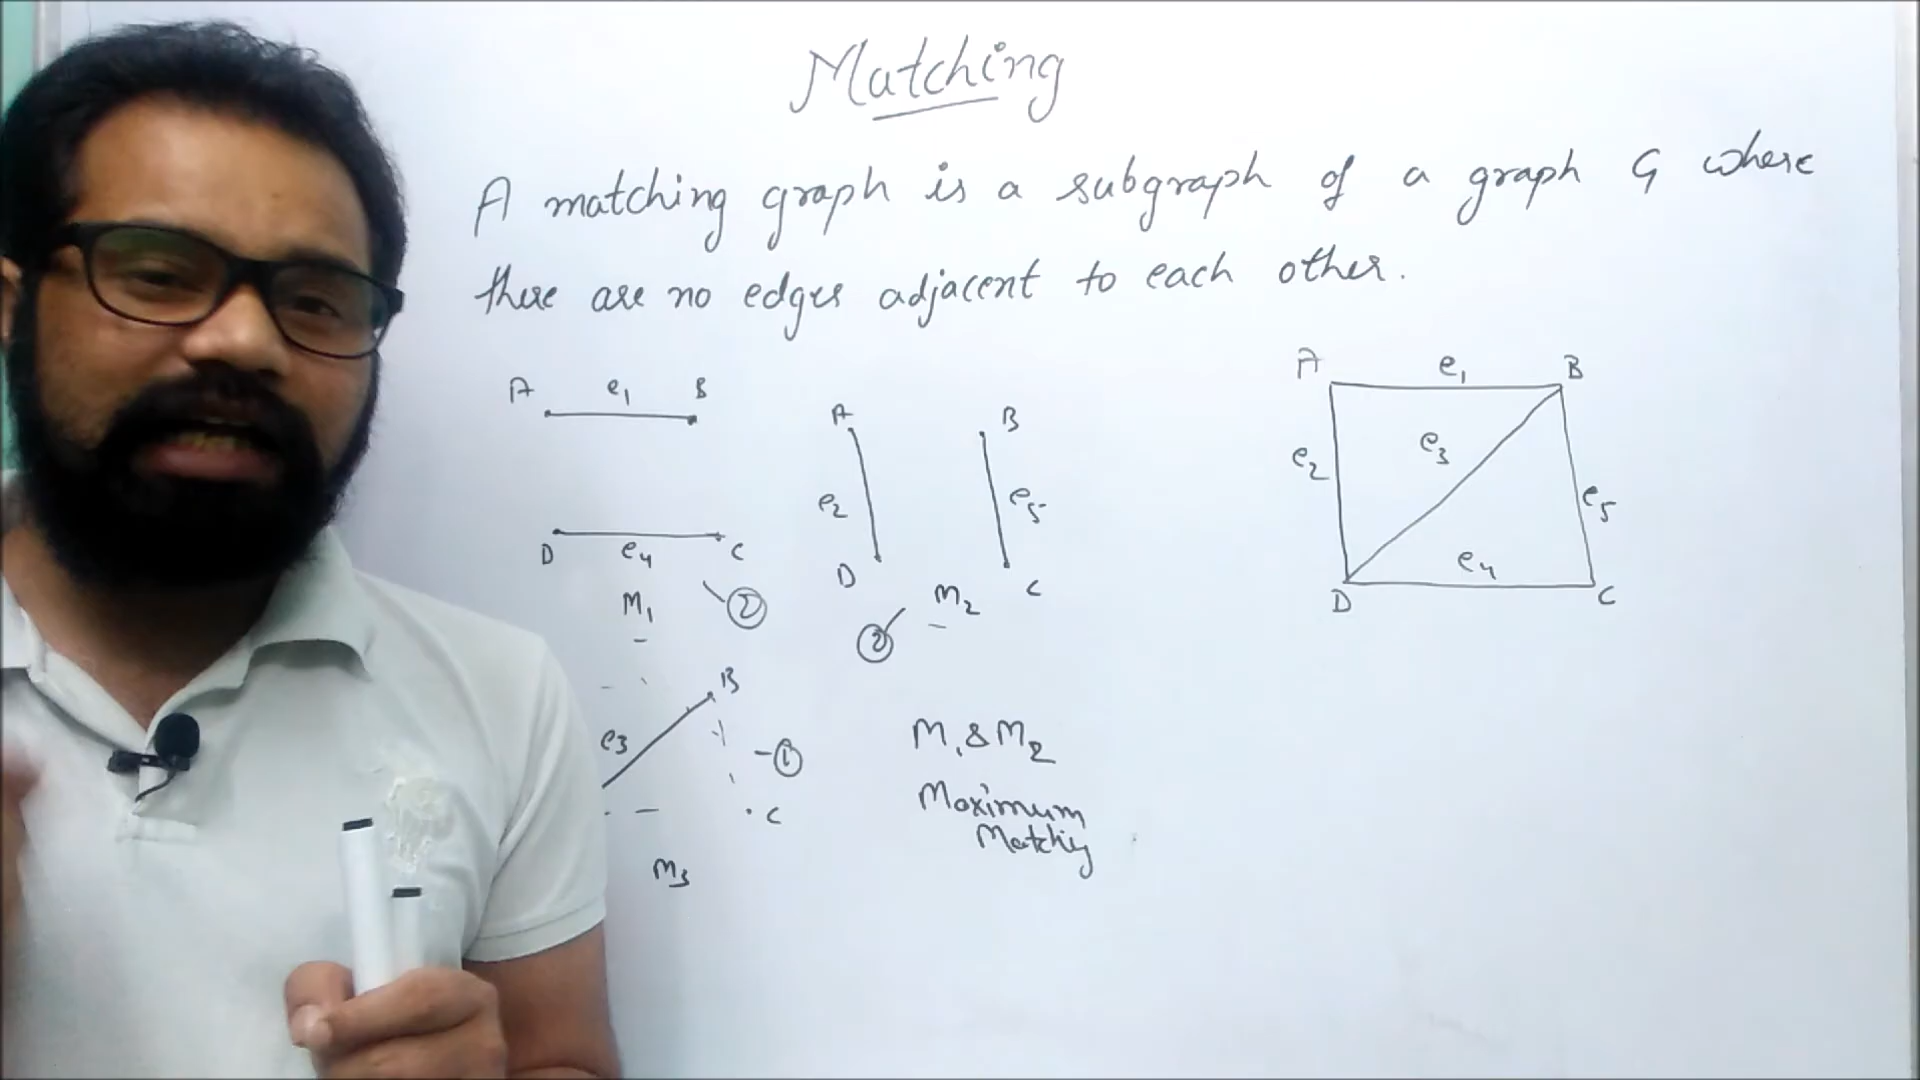 Matching
A matching graph is a subgraph of a graph G where
there are no edges adjacent to each other.
A e1 B
D e4 C
M1 2
A B
e2 e5
D C
2 M2
B
e3
1
C
M3
M1 & M2
Maximum
Matchig
A e1 B
e2 e3 e5
e4
D C